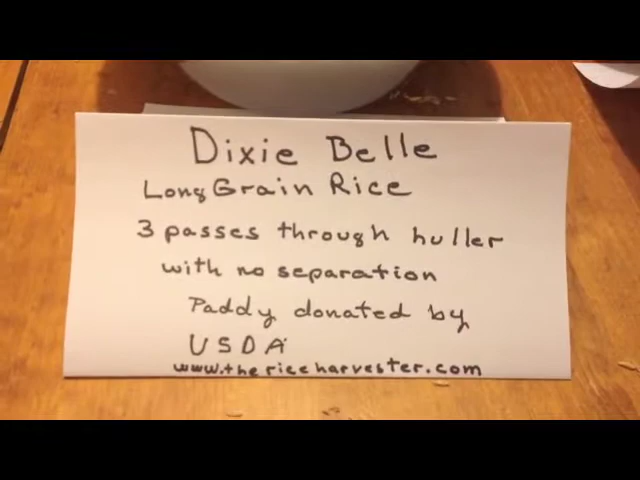 Dixie Belle
Long Grain Rice
3 passes through huller
with no separation
Paddy donated by
USDA
www.thericeharvester.com